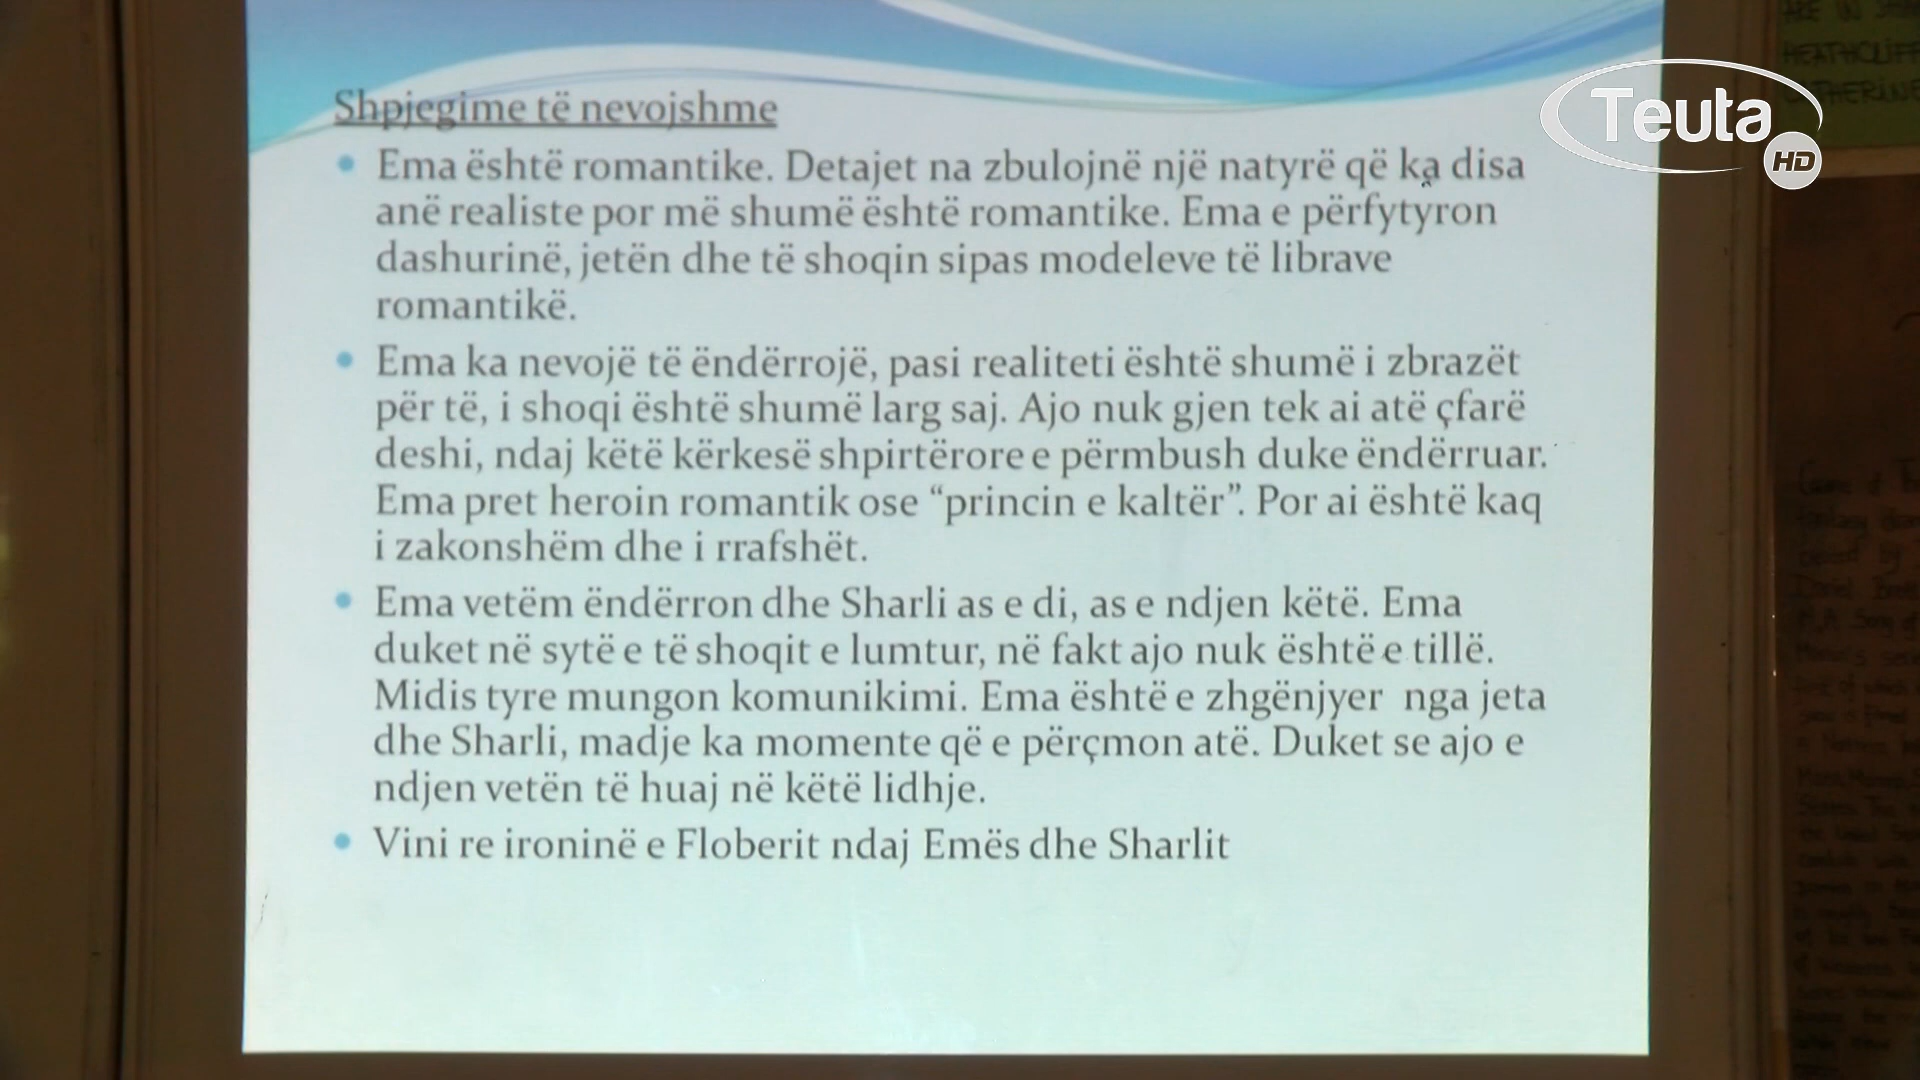 Shpjegime të nevojshme
• Ema është romantike. Detajet na zbulojnë një natyrë që ka disa
anë realiste por më shumë është romantike. Ema e përfytyron
dashurinë, jetën dhe të shoqin sipas modeleve të librave
romantikë.
• Ema ka nevojë të ëndërrojë, pasi realiteti është shumë i zbrazët
për të, i shoqi është shumë larg saj. Ajo nuk gjen tek ai atë çfarë
deshi, ndaj këtë kërkesë shpirtërore e përmbush duke ëndërruar.
Ema pret heroin romantik ose “princin e kaltër”. Por ai është kaq
i zakonshëm dhe i rrafshët.
• Ema vetëm ëndërron dhe Sharli as e di, as e ndjen këtë. Ema
duket në sytë e të shoqit e lumtur, në fakt ajo nuk është e tillë.
Midis tyre mungon komunikimi. Ema është e zhgënjyer nga jeta
dhe Sharli, madje ka momente që e përçmon atë. Duket se ajo e
ndjen vetën të huaj në këtë lidhje.
• Vini re ironinë e Floberit ndaj Emës dhe Sharlit
Teuta
HD
HEATHCLIFF